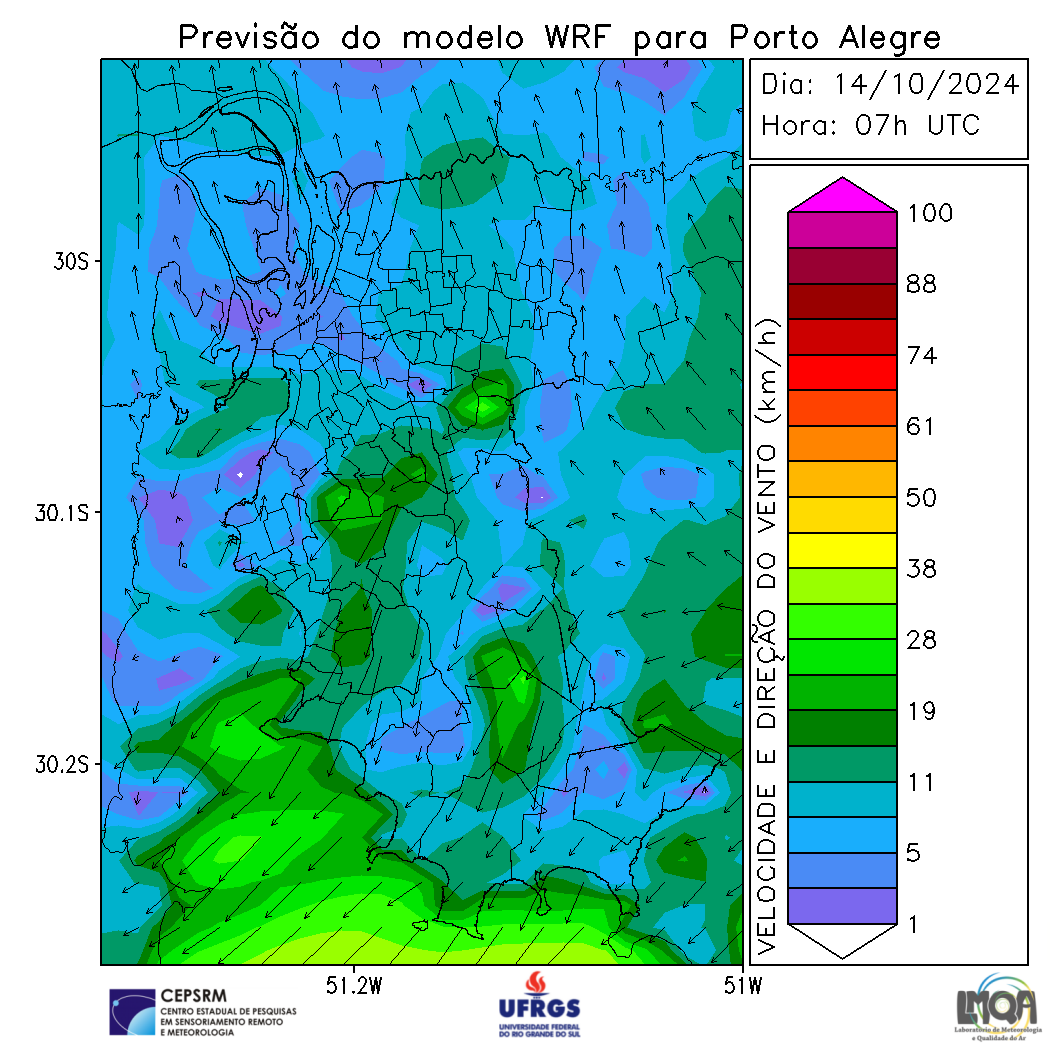 Previsão do modelo WRF para Porto Alegre
Dia: 14/10/2024
Hora: 07h UTC
30S
30.1S
30.2S
51.2W
51W
VELOCIDADE E DIREÇÃO DO VENTO (km/h)
100
88
74
61
50
38
28
19
11
5
1
CEPSRM
CENTRO ESTADUAL DE PESQUISAS
EM SENSORIAMENTO REMOTO
E METEOROLOGIA
UFRGS
UNIVERSIDADE FEDERAL
DO RIO GRANDE DO SUL
LMQA
Laboratório de Meteorologia
e Qualidade do Ar